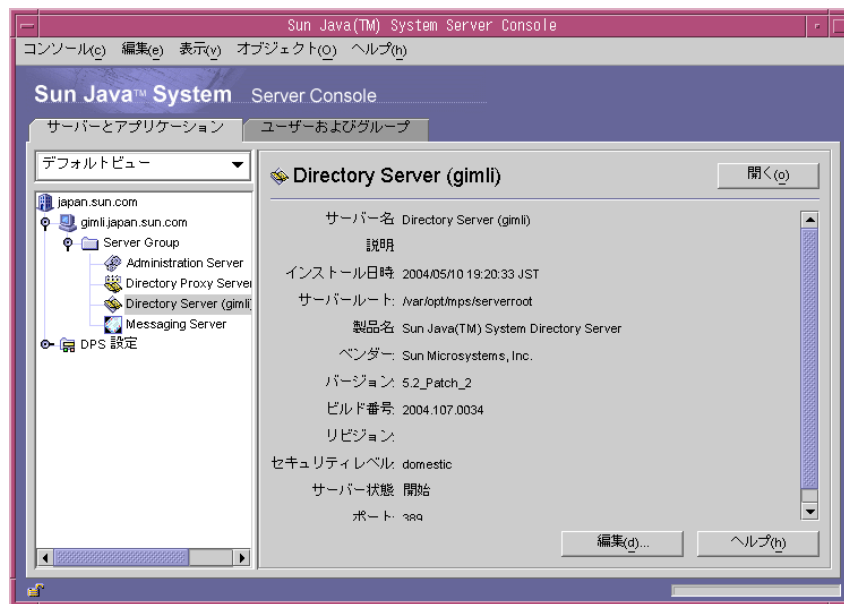 Sun Java(TM) System Server Console
コンソール(c) 編集(e) 表示(v) オブジェクト(O) ヘルプ(h)
Sun Java™ System Server Console
サーバーとアプリケーション ユーザーおよびグループ
デフォルトビュー
japan.sun.com
gimli.japan.sun.com
Server Group
Administration Server
Directory Proxy Server
Directory Server (gimli)
Messaging Server
DPS 設定
Directory Server (gimli)
開く(o)
サーバー名: Directory Server (gimli)
説明:
インストール日時: 2004/05/10 19:20:33 JST
サーバールート: /var/opt/mps/serverroot
製品名: Sun Java(TM) System Directory Server
ベンダー: Sun Microsystems, Inc.
バージョン: 5.2_Patch_2
ビルド番号: 2004.107.0034
リビジョン:
セキュリティレベル: domestic
サーバー状態: 開始
ポート: 389
編集(d)... ヘルプ(h)